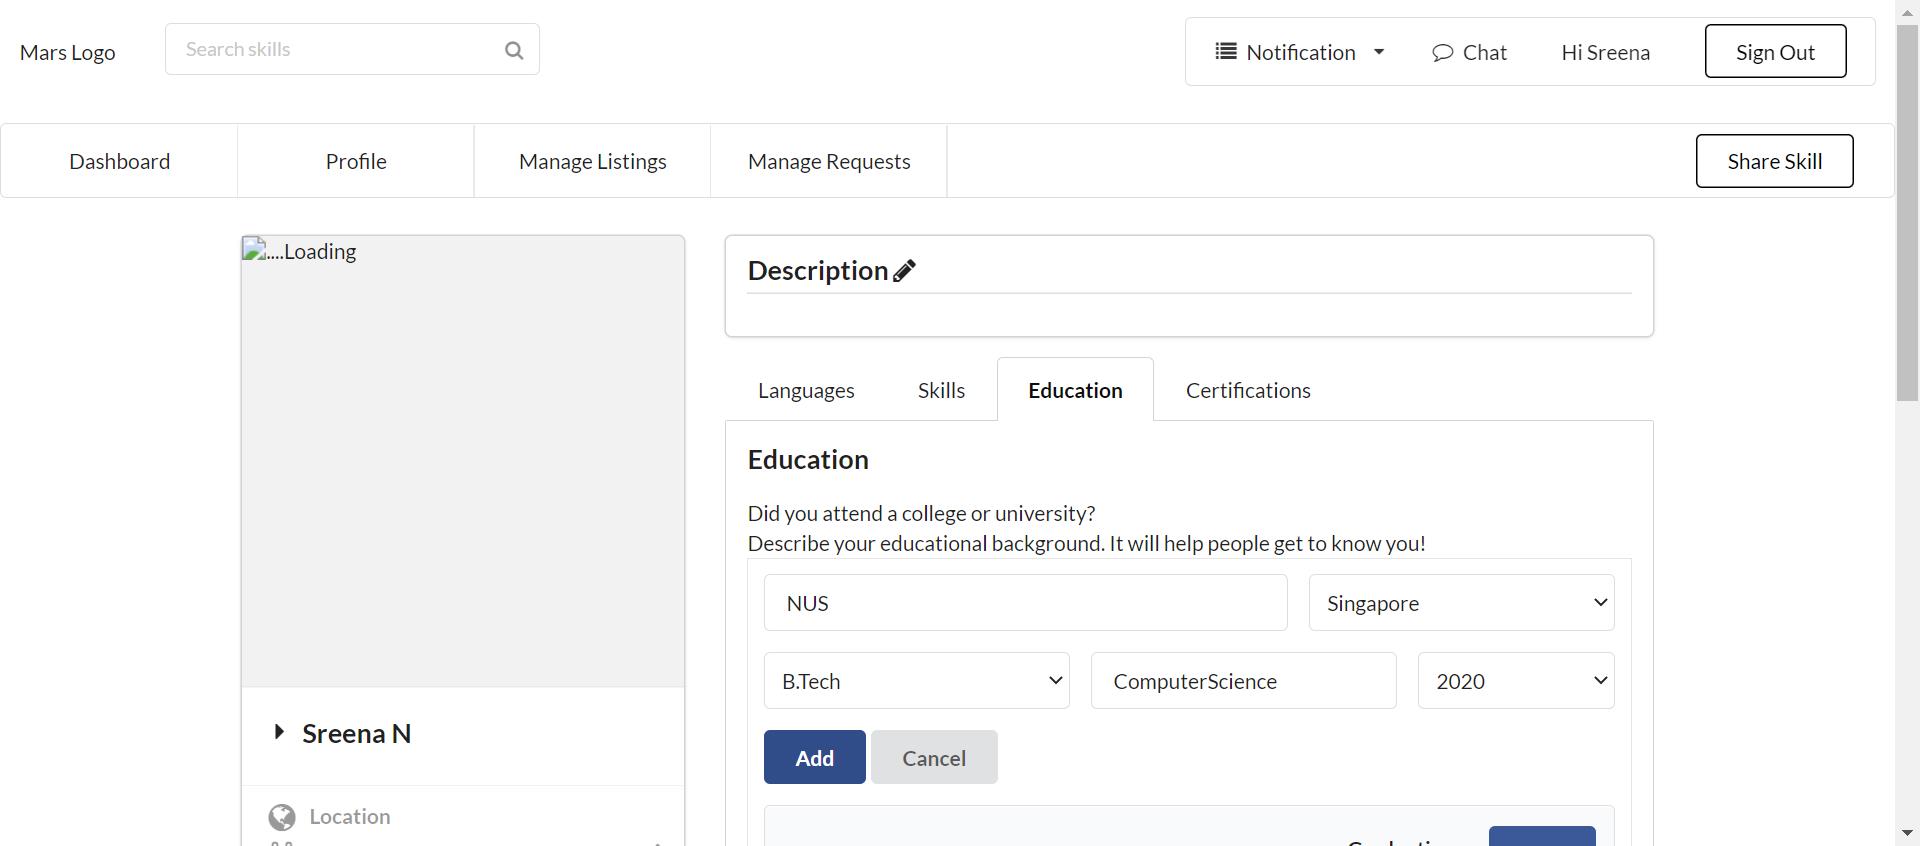 Mars Logo
Search skills
Notification
Chat
Hi Sreena
Sign Out
Dashboard
Profile
Manage Listings
Manage Requests
Share Skill
....Loading
Sreena N
Location
Description
Languages
Skills
Education
Certifications
Education
Did you attend a college or university?
Describe your educational background. It will help people get to know you!
NUS
Singapore
B.Tech
ComputerScience
2020
Add
Cancel